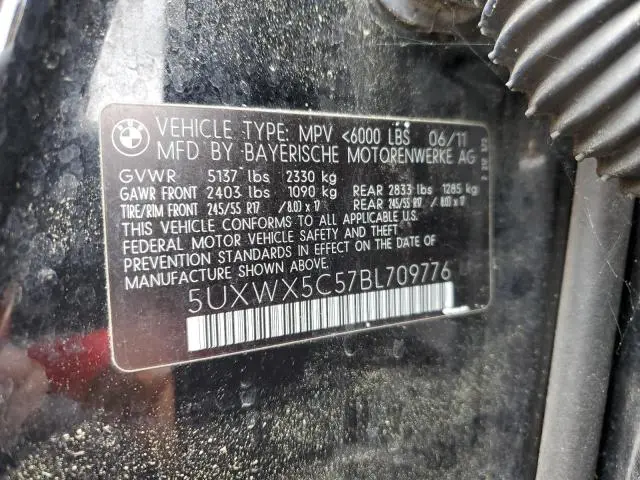 BMW
VEHICLE TYPE: MPV <6000 LBS 06/11
MFD BY BAYERISCHE MOTORENWERKE AG
GVWR 5137 lbs 2330 kg
GAWR FRONT 2403 lbs 1090 kg REAR 2833 lbs 1285 kg
TIRE/RIM FRONT 245/55 R17 / 8.0J x 17 REAR 245/55 R17 / 8.0J x 17
THIS VEHICLE CONFORMS TO ALL APPLICABLE U.S.
FEDERAL MOTOR VEHICLE SAFETY AND THEFT
PREVENTION STANDARDS IN EFFECT ON THE DATE OF
MANUFACTURE SHOWN ABOVE.
5UXWX5C57BL709776